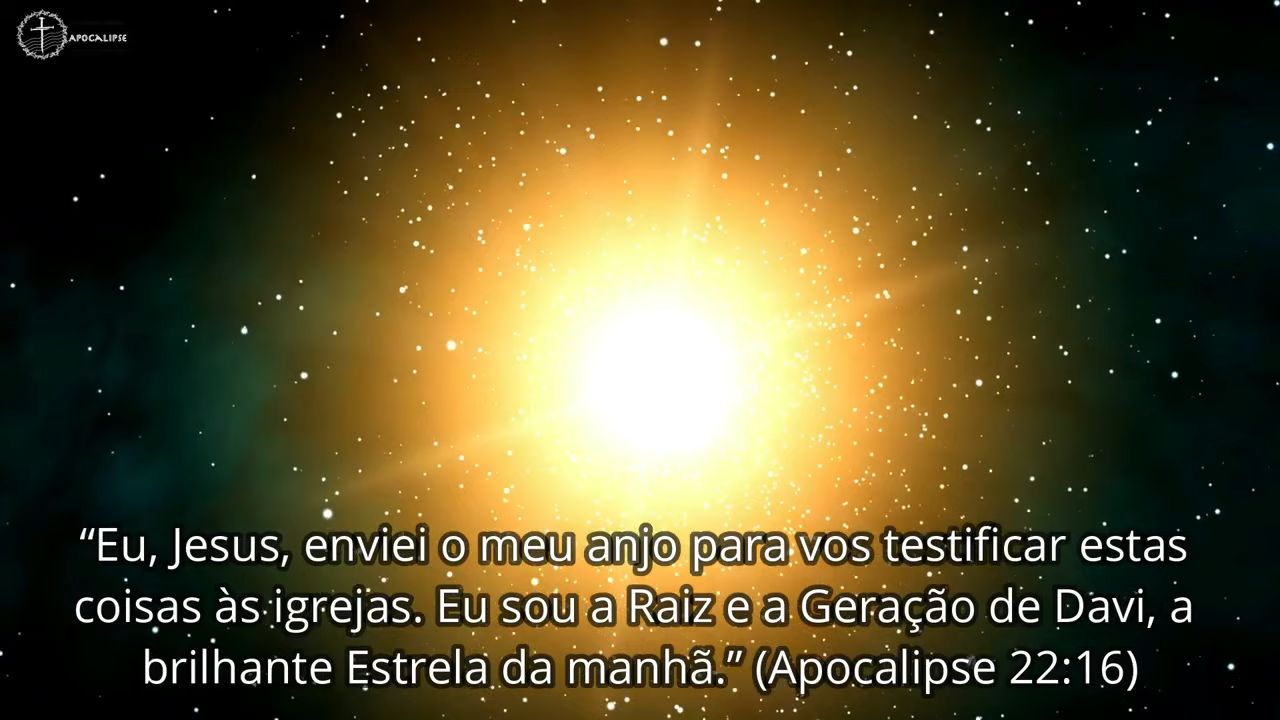 APOCALIPSE
“Eu, Jesus, enviei o meu anjo para vos testificar estas
coisas às igrejas. Eu sou a Raiz e a Geração de Davi, a
brilhante Estrela da manhã.” (Apocalipse 22:16)